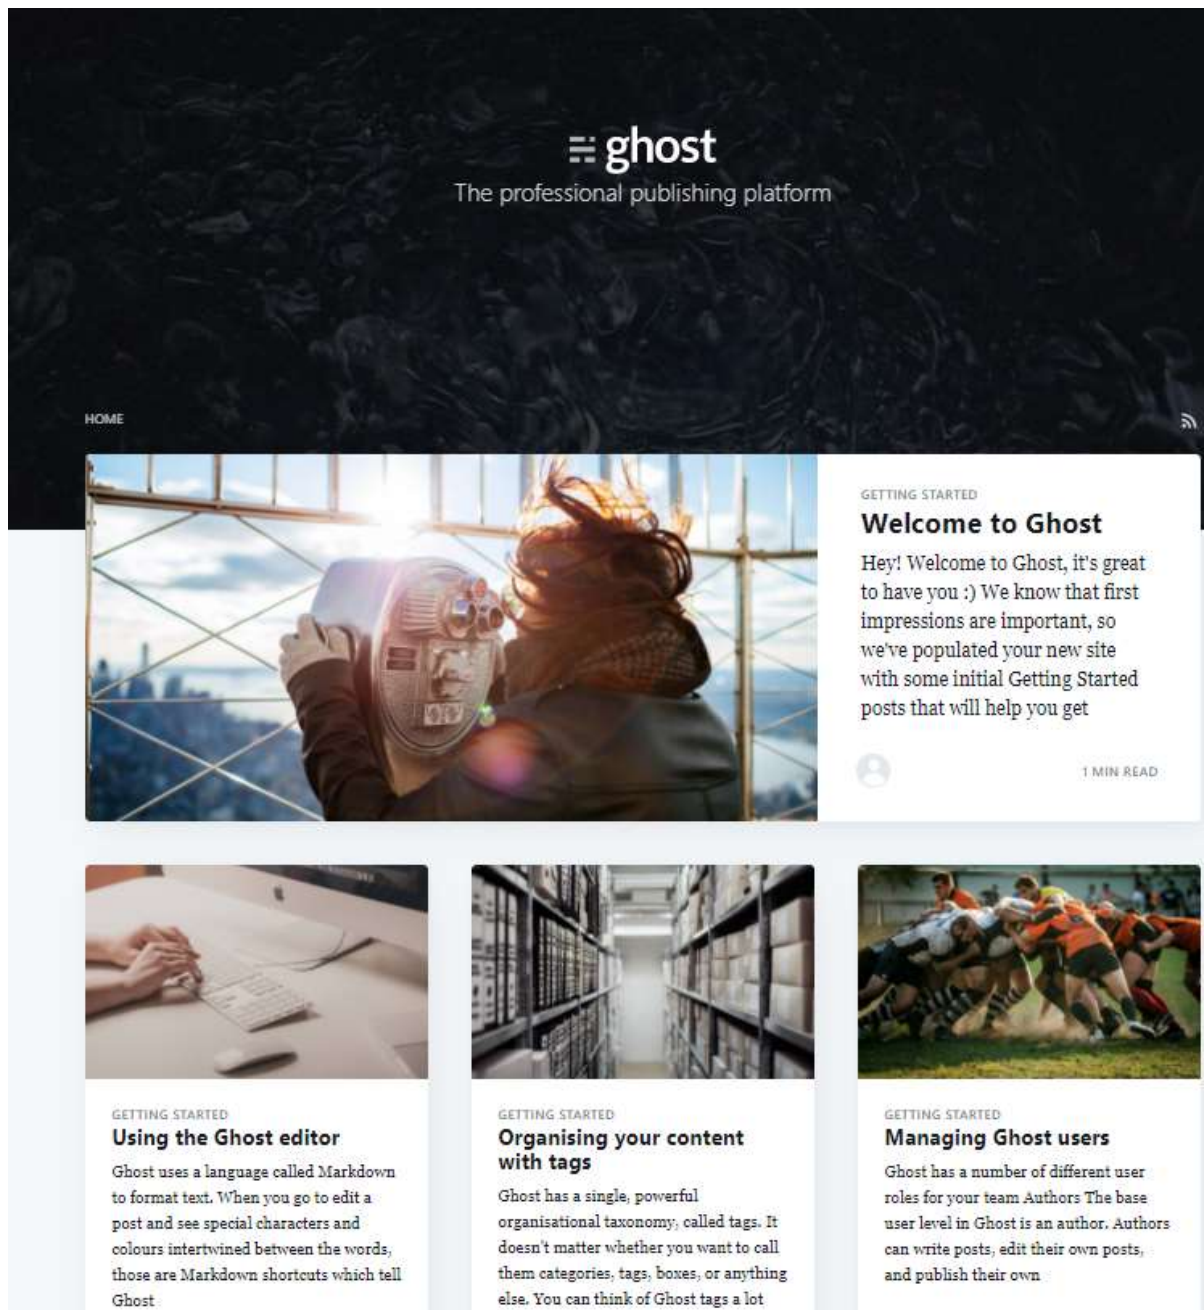 ghost
The professional publishing platform
HOME
GETTING STARTED
Welcome to Ghost
Hey! Welcome to Ghost, it's great
to have you :) We know that first
impressions are important, so
we've populated your new site
with some initial Getting Started
posts that will help you get
1 MIN READ
GETTING STARTED
Using the Ghost editor
Ghost uses a language called Markdown
to format text. When you go to edit a
post and see special characters and
colours intertwined between the words,
those are Markdown shortcuts which tell
Ghost
GETTING STARTED
Organising your content
with tags
Ghost has a single, powerful
organisational taxonomy, called tags. It
doesn't matter whether you want to call
them categories, tags, boxes, or anything
else. You can think of Ghost tags a lot
GETTING STARTED
Managing Ghost users
Ghost has a number of different user
roles for your team Authors The base
user level in Ghost is an author. Authors
can write posts, edit their own posts,
and publish their own